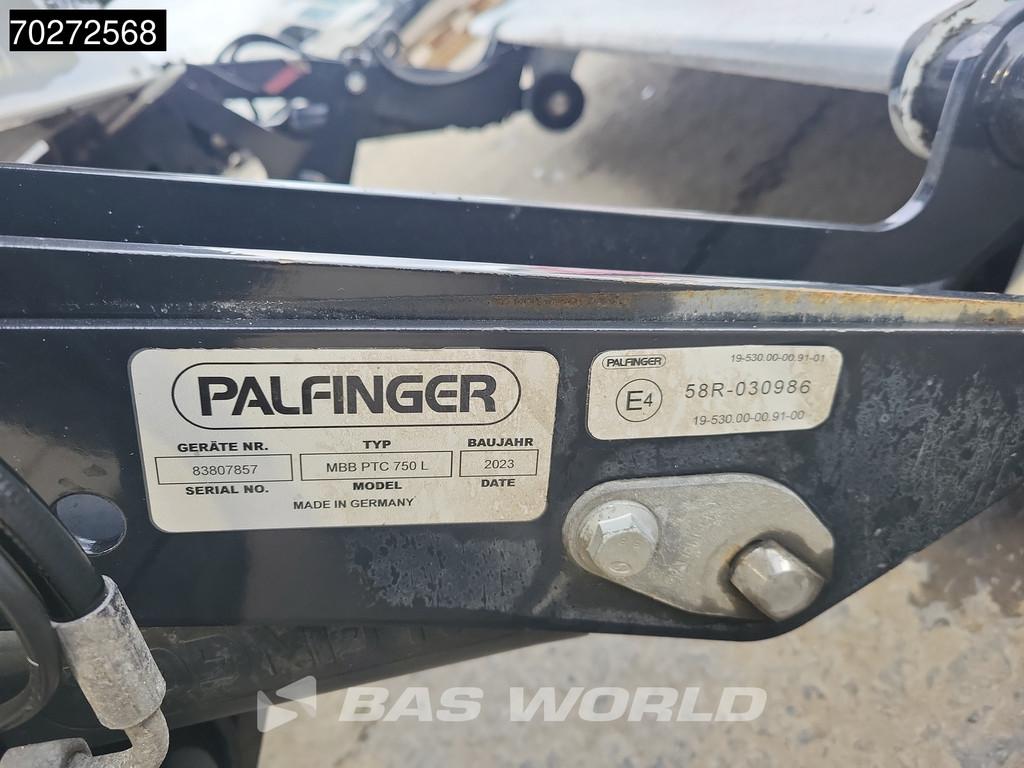 70272568
PALFINGER
GERÄTE NR. TYP BAUJAHR
83807857 MBB PTC 750 L 2023
SERIAL NO. MODEL DATE
MADE IN GERMANY
PALFINGER 19-530.00-00.91-01
E4 58R-030986
19-530.00-00.91-00
BAS WORLD